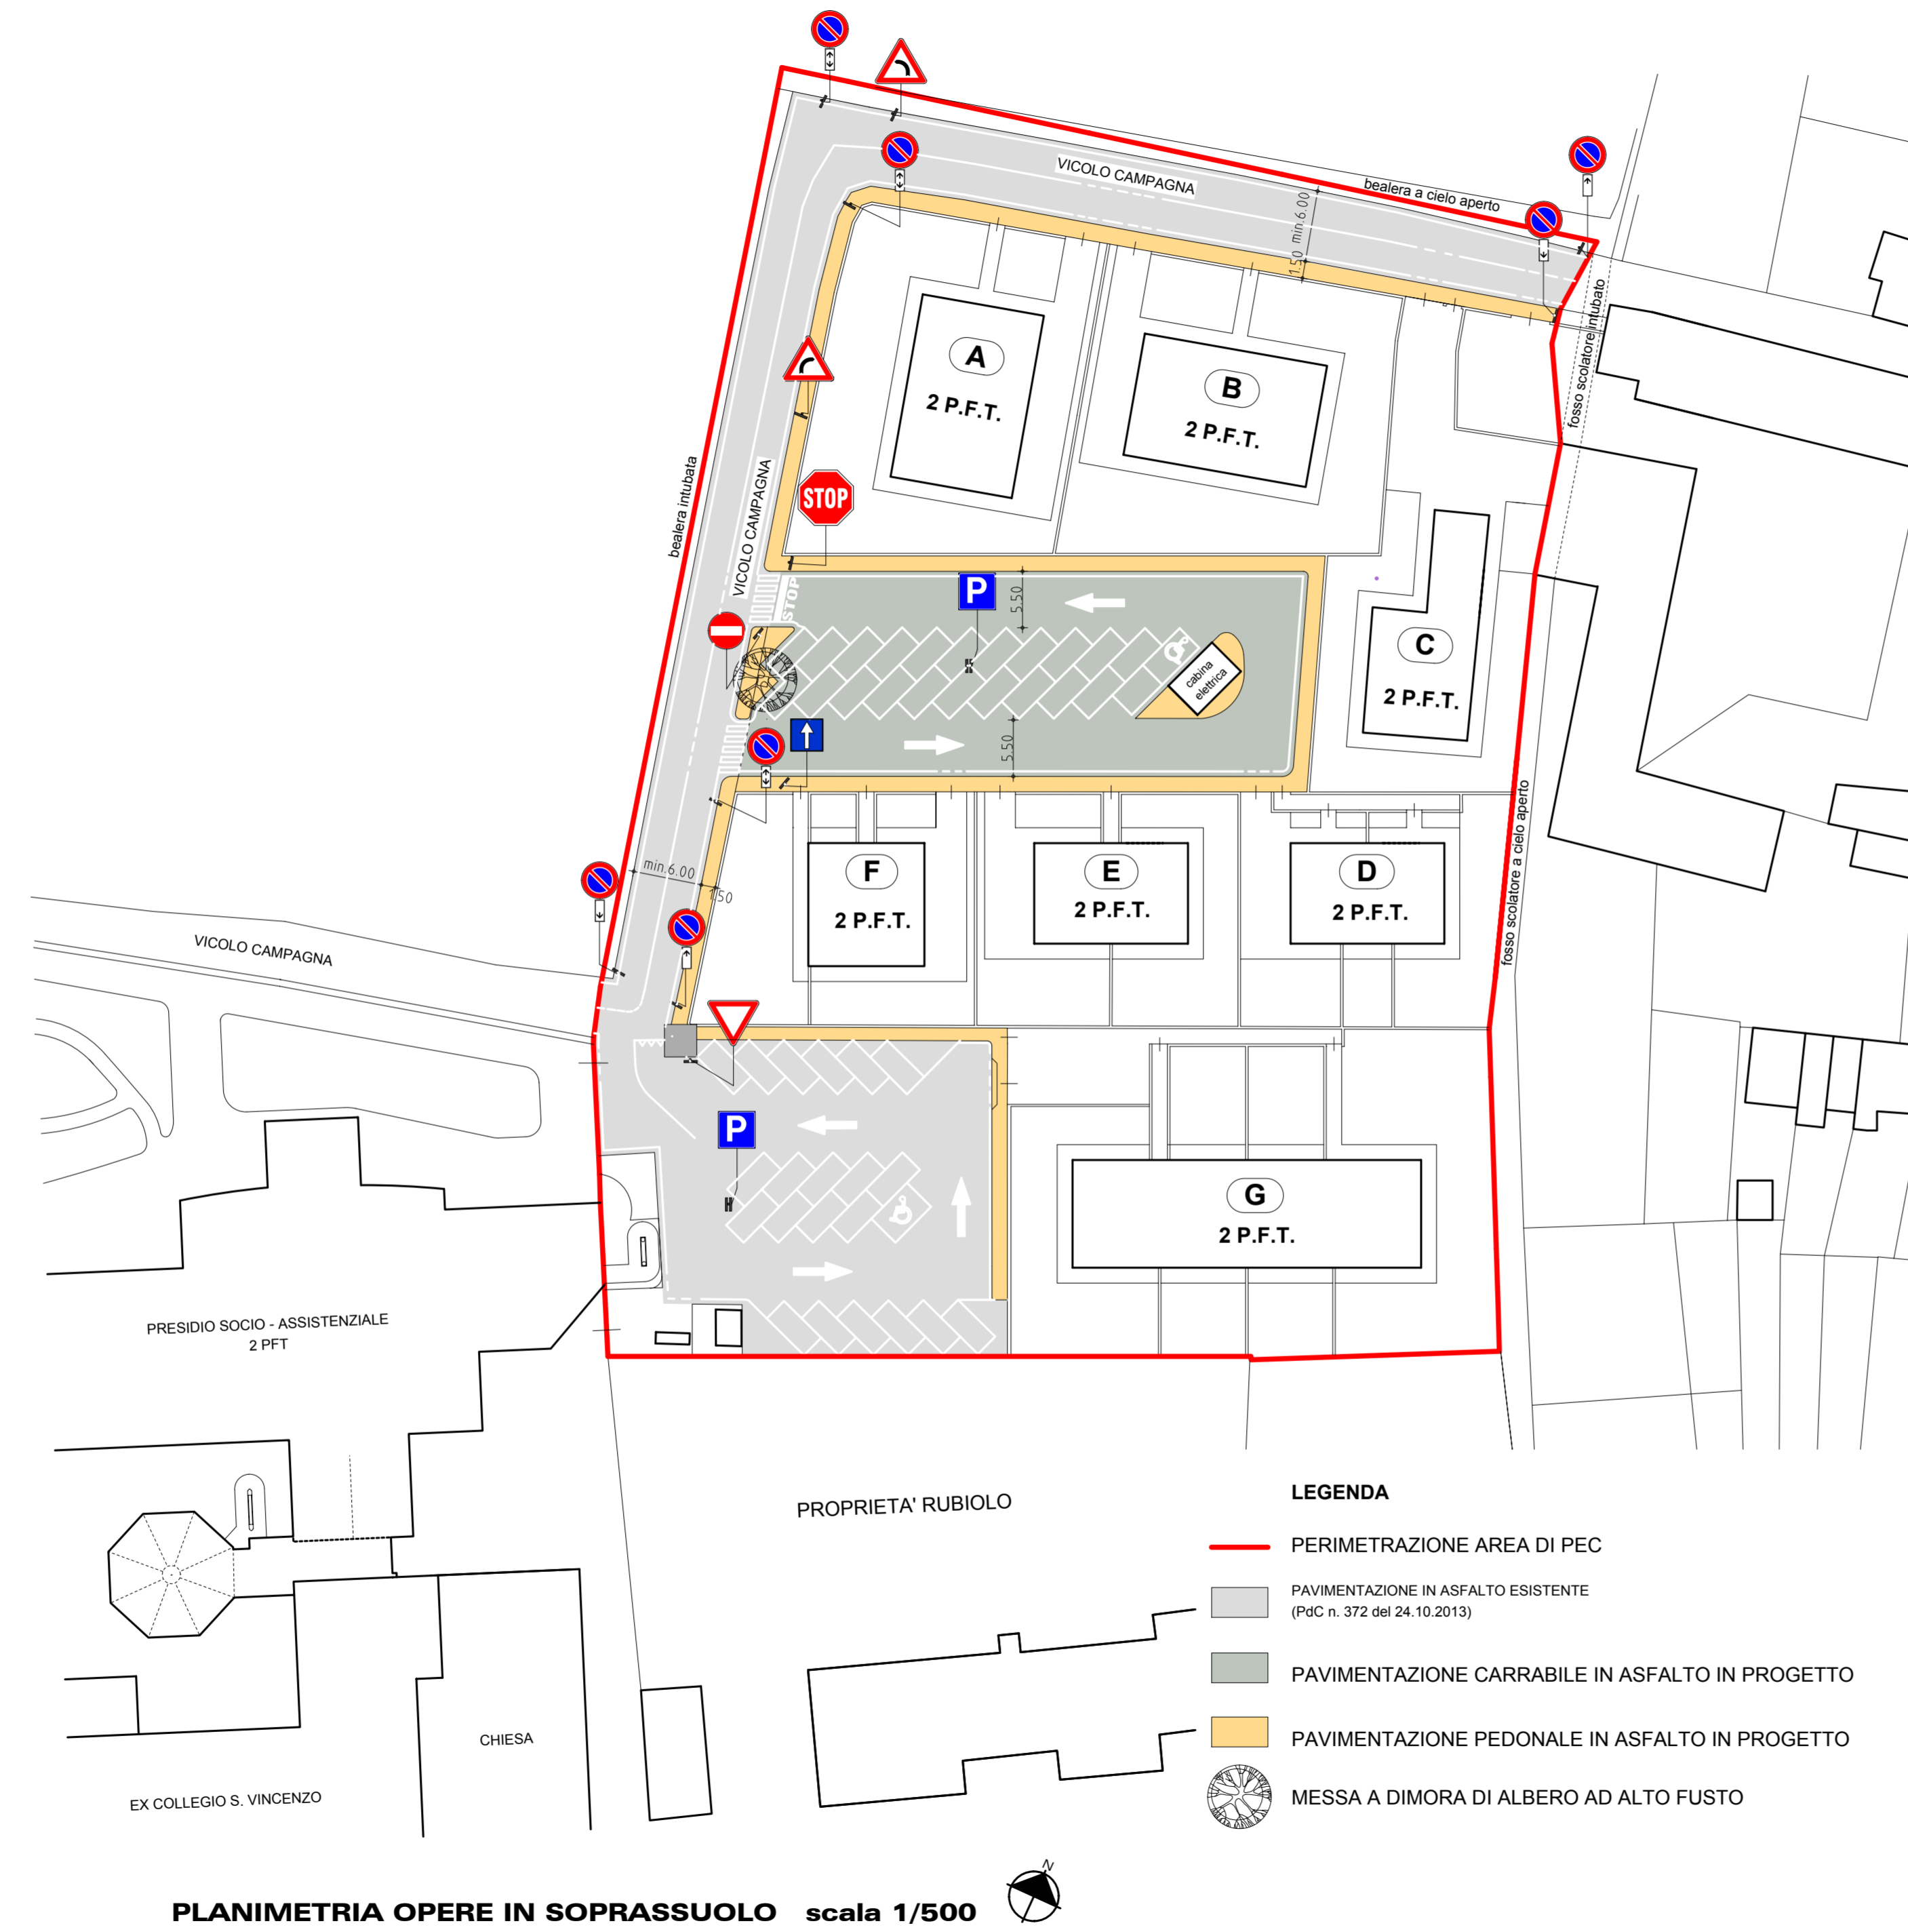 VICOLO CAMPAGNA
bealera a cielo aperto
min.6.00
1.50
fosso scolatore intubato
A
2 P.F.T.
B
2 P.F.T.
bealera intubata
VICOLO CAMPAGNA
STOP
STOP
P
5.50
C
2 P.F.T.
cabina
elettrica
5.50
fosso scolatore a cielo aperto
min.6.00
1.50
F
2 P.F.T.
E
2 P.F.T.
D
2 P.F.T.
VICOLO CAMPAGNA
P
G
2 P.F.T.
PRESIDIO SOCIO - ASSISTENZIALE
2 PFT
PROPRIETA' RUBIOLO
CHIESA
EX COLLEGIO S. VINCENZO
LEGENDA
PERIMETRAZIONE AREA DI PEC
PAVIMENTAZIONE IN ASFALTO ESISTENTE
(PdC n. 372 del 24.10.2013)
PAVIMENTAZIONE CARRABILE IN ASFALTO IN PROGETTO
PAVIMENTAZIONE PEDONALE IN ASFALTO IN PROGETTO
MESSA A DIMORA DI ALBERO AD ALTO FUSTO
N
PLANIMETRIA OPERE IN SOPRASSUOLO scala 1/500